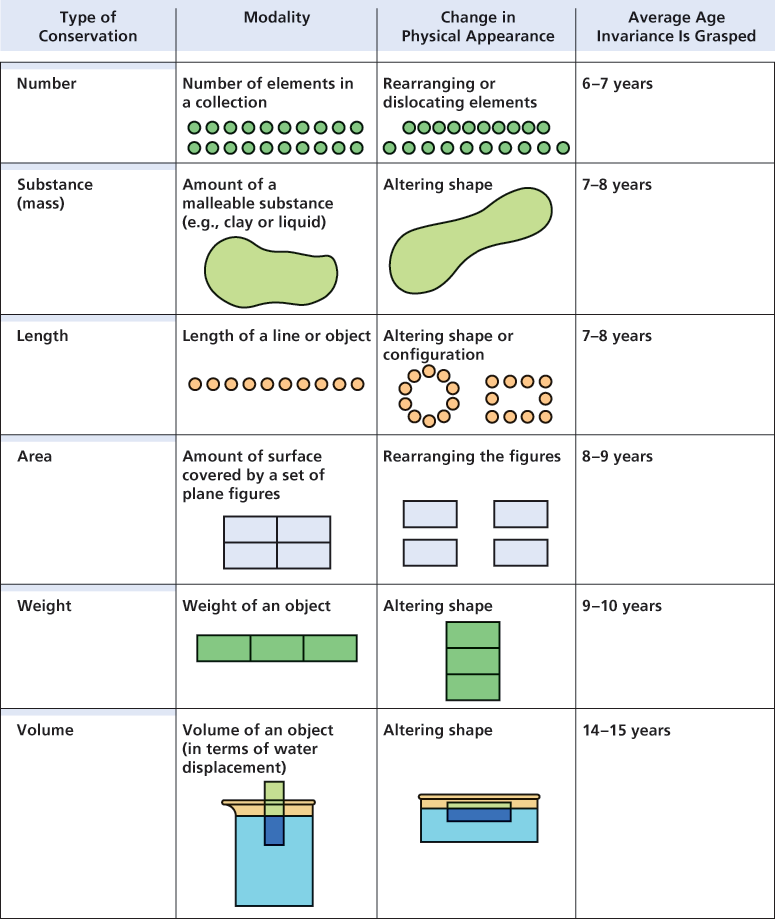 Type of
Conservation
Modality
Change in
Physical Appearance
Average Age
Invariance Is Grasped
Number
Number of elements in
a collection
Rearranging or
dislocating elements
6–7 years
Substance
(mass)
Amount of a
malleable substance
(e.g., clay or liquid)
Altering shape
7–8 years
Length
Length of a line or object
Altering shape or
configuration
7–8 years
Area
Amount of surface
covered by a set of
plane figures
Rearranging the figures
8–9 years
Weight
Weight of an object
Altering shape
9–10 years
Volume
Volume of an object
(in terms of water
displacement)
Altering shape
14–15 years